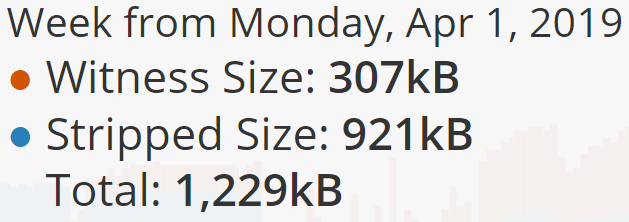 Week from Monday, Apr 1, 2019
Witness Size: 307kB
Stripped Size: 921kB
Total: 1,229kB